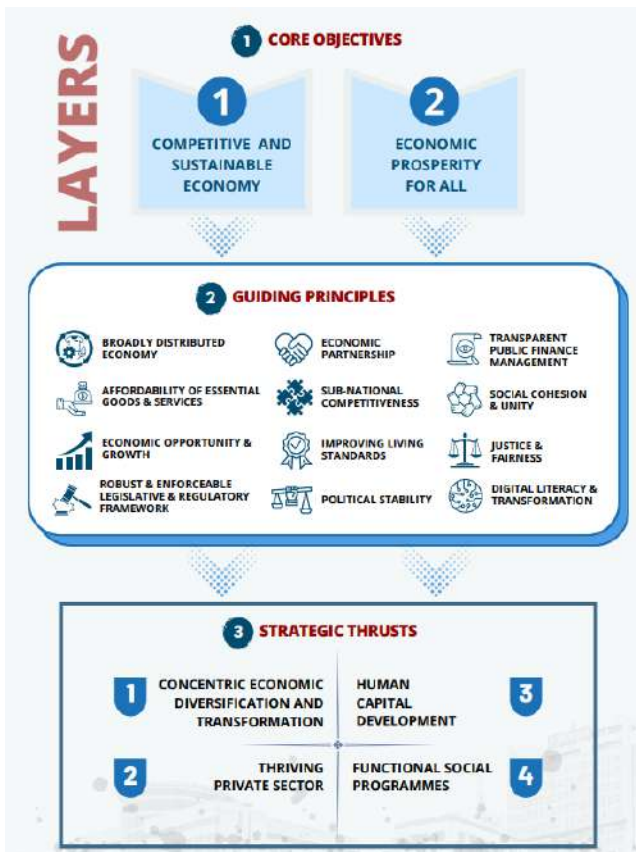 LAYERS
1 CORE OBJECTIVES
1
COMPETITIVE AND
SUSTAINABLE
ECONOMY
2
ECONOMIC
PROSPERITY
FOR ALL
2 GUIDING PRINCIPLES
BROADLY DISTRIBUTED
ECONOMY
ECONOMIC
PARTNERSHIP
TRANSPARENT
PUBLIC FINANCE
MANAGEMENT
AFFORDABILITY OF ESSENTIAL
GOODS & SERVICES
SUB-NATIONAL
COMPETITIVENESS
SOCIAL COHESION
& UNITY
ECONOMIC OPPORTUNITY &
GROWTH
IMPROVING LIVING
STANDARDS
JUSTICE &
FAIRNESS
ROBUST & ENFORCEABLE
LEGISLATIVE & REGULATORY
FRAMEWORK
POLITICAL STABILITY
DIGITAL LITERACY &
TRANSFORMATION
3 STRATEGIC THRUSTS
1
CONCENTRIC ECONOMIC
DIVERSIFICATION AND
TRANSFORMATION
HUMAN
CAPITAL
DEVELOPMENT
3
2
THRIVING
PRIVATE SECTOR
FUNCTIONAL SOCIAL
PROGRAMMES
4